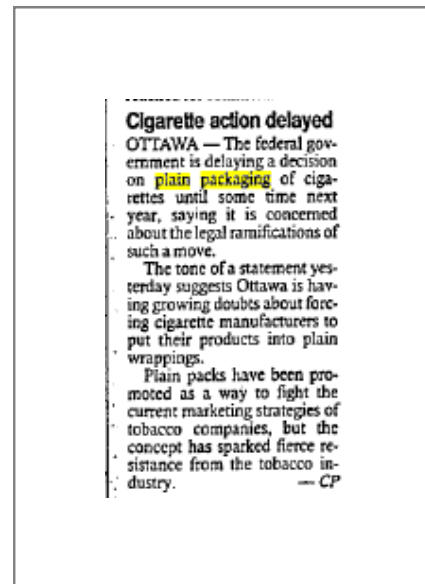 Cigarette action delayed
OTTAWA — The federal gov-
ernment is delaying a decision
on plain packaging of ciga-
rettes until some time next
year, saying it is concerned
about the legal ramifications of
such a move.
The tone of a statement yes-
terday suggests Ottawa is hav-
ing growing doubts about forc-
ing cigarette manufacturers to
put their products into plain
wrappings.
Plain packs have been pro-
moted as a way to fight the
current marketing strategies of
tobacco companies, but the
concept has sparked fierce re-
sistance from the tobacco in-
dustry. — CP